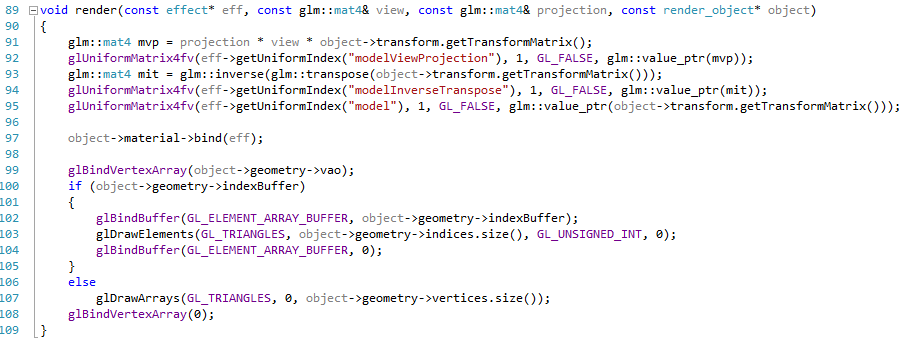 89 void render(const effect* eff, const glm::mat4& view, const glm::mat4& projection, const render_object* object)
90 {
91     glm::mat4 mvp = projection * view * object->transform.getTransformMatrix();
92     glUniformMatrix4fv(eff->getUniformIndex("modelViewProjection"), 1, GL_FALSE, glm::value_ptr(mvp));
93     glm::mat4 mit = glm::inverse(glm::transpose(object->transform.getTransformMatrix()));
94     glUniformMatrix4fv(eff->getUniformIndex("modelInverseTranspose"), 1, GL_FALSE, glm::value_ptr(mit));
95     glUniformMatrix4fv(eff->getUniformIndex("model"), 1, GL_FALSE, glm::value_ptr(object->transform.getTransformMatrix()));
96
97     object->material->bind(eff);
98
99     glBindVertexArray(object->geometry->vao);
100     if (object->geometry->indexBuffer)
101     {
102         glBindBuffer(GL_ELEMENT_ARRAY_BUFFER, object->geometry->indexBuffer);
103         glDrawElements(GL_TRIANGLES, object->geometry->indices.size(), GL_UNSIGNED_INT, 0);
104         glBindBuffer(GL_ELEMENT_ARRAY_BUFFER, 0);
105     }
106     else
107         glDrawArrays(GL_TRIANGLES, 0, object->geometry->vertices.size());
108     glBindVertexArray(0);
109 }